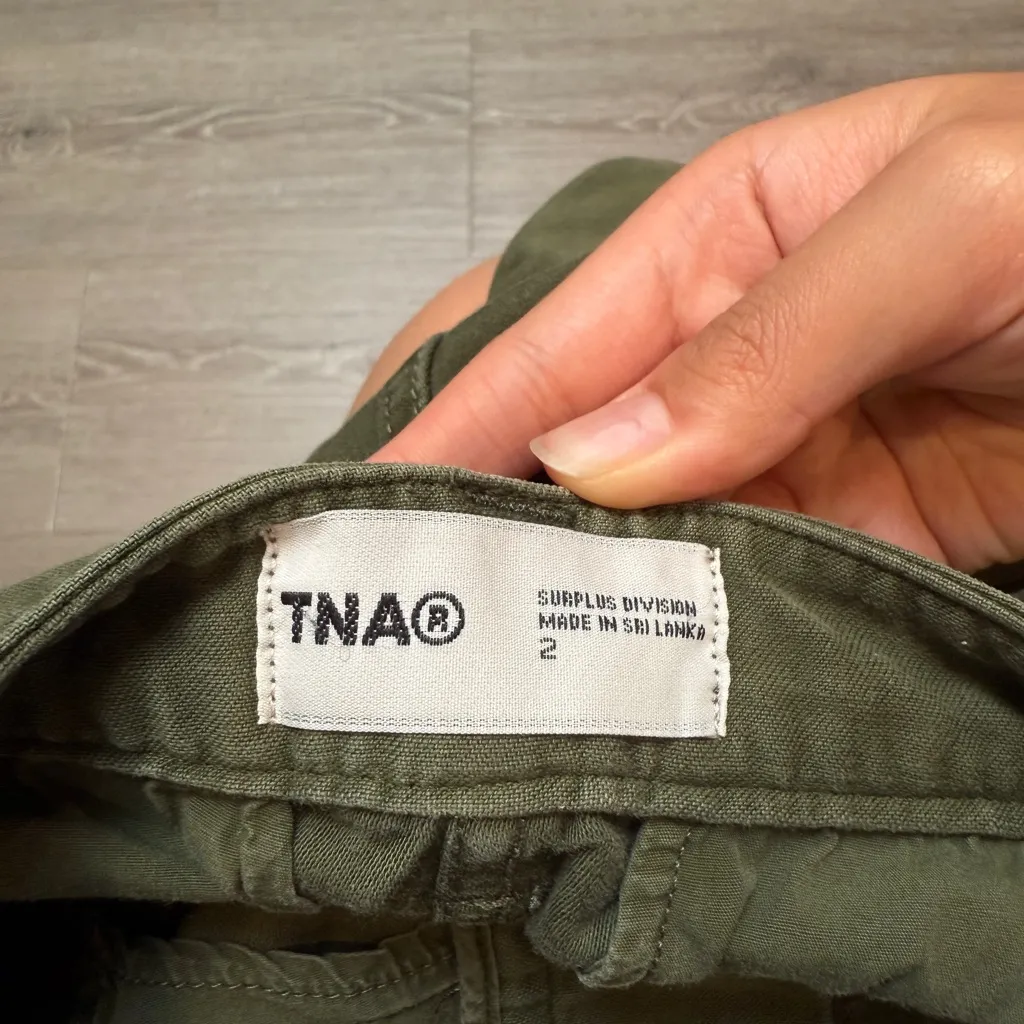 TNA®
SURPLUS DIVISION
MADE IN SRI LANKA
2